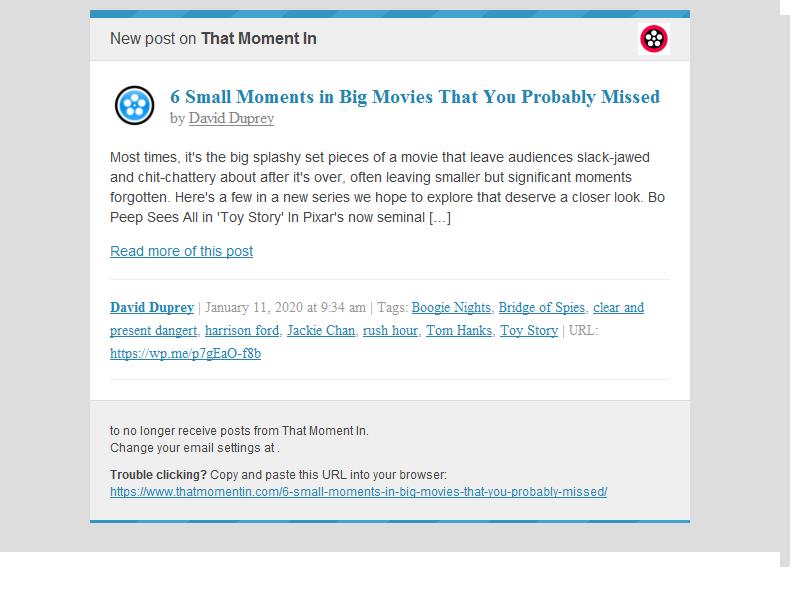 New post on That Moment In
6 Small Moments in Big Movies That You Probably Missed
by David Duprey
Most times, it's the big splashy set pieces of a movie that leave audiences slack-jawed
and chit-chattery about after it's over, often leaving smaller but significant moments
forgotten. Here's a few in a new series we hope to explore that deserve a closer look. Bo
Peep Sees All in 'Toy Story' In Pixar's now seminal […]
Read more of this post
David Duprey | January 11, 2020 at 9:34 am | Tags: Boogie Nights, Bridge of Spies, clear and
present dangert, harrison ford, Jackie Chan, rush hour, Tom Hanks, Toy Story | URL:
https://wp.me/p7gEaO-f8b
to no longer receive posts from That Moment In.
Change your email settings at .
Trouble clicking? Copy and paste this URL into your browser:
https://www.thatmomentin.com/6-small-moments-in-big-movies-that-you-probably-missed/